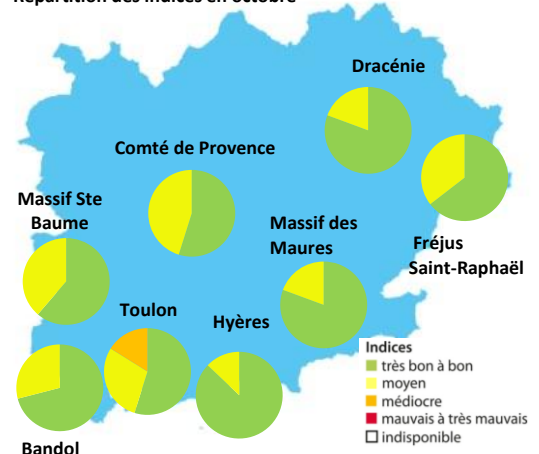 Répartition des indices en octobre
Dracénie
Comté de Provence
Massif Ste
Baume
Massif des
Maures
Fréjus
Saint-Raphaël
Toulon
Hyères
Bandol
Indices
très bon à bon
moyen
médiocre
mauvais à très mauvais
indisponible